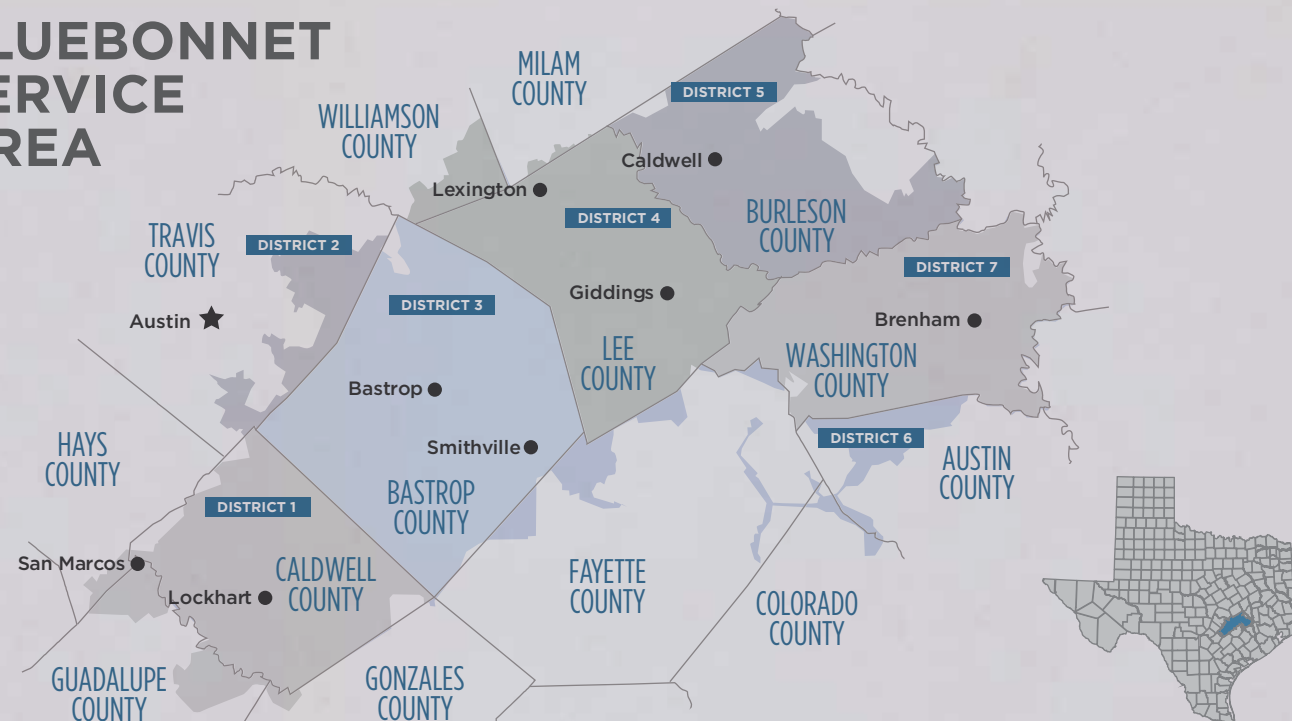 LUEBONNET
ERVICE
REA
MILAM
COUNTY
DISTRICT 5
WILLIAMSON
COUNTY
Caldwell
Lexington
DISTRICT 4
BURLESON
COUNTY
TRAVIS
COUNTY
DISTRICT 2
DISTRICT 7
DISTRICT 3
Giddings
Austin
Brenham
LEE
COUNTY
WASHINGTON
COUNTY
Bastrop
HAYS
COUNTY
Smithville
DISTRICT 6
AUSTIN
COUNTY
BASTROP
COUNTY
DISTRICT 1
San Marcos
CALDWELL
COUNTY
Lockhart
FAYETTE
COUNTY
COLORADO
COUNTY
GUADALUPE
COUNTY
GONZALES
COUNTY